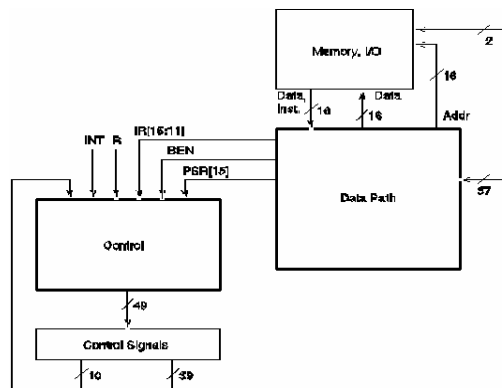 Memory, I/O
2
16
Data,
Inst.
16
Data
16
Addr
INT R
IR[15:11]
BEN
PSR[15]
Data Path
37
Control
49
Control Signals
10
39